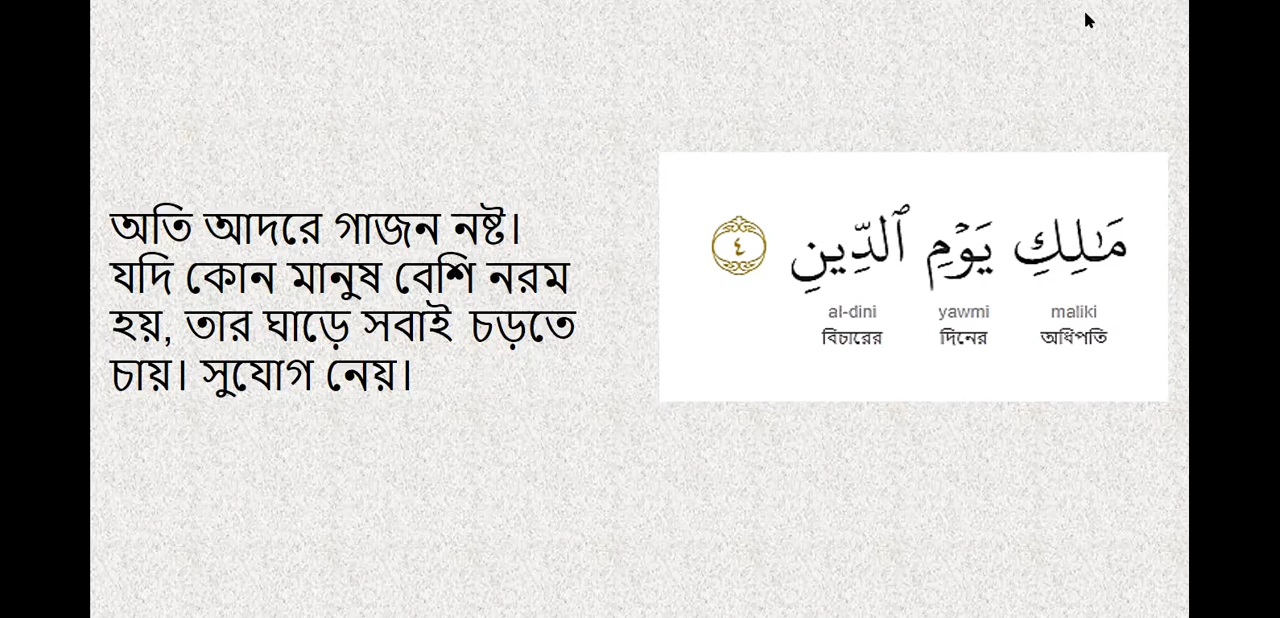 অতি আদরে গাজন নষ্ট।
যদি কোন মানুষ বেশি নরম
হয়, তার ঘাড়ে সবাই চড়তে
চায়। সুযোগ নেয়।
مَـٰلِكِ يَوْمِ ٱلدِّينِ ٤
al-dini yawmi maliki
বিচারের দিনের অধিপতি